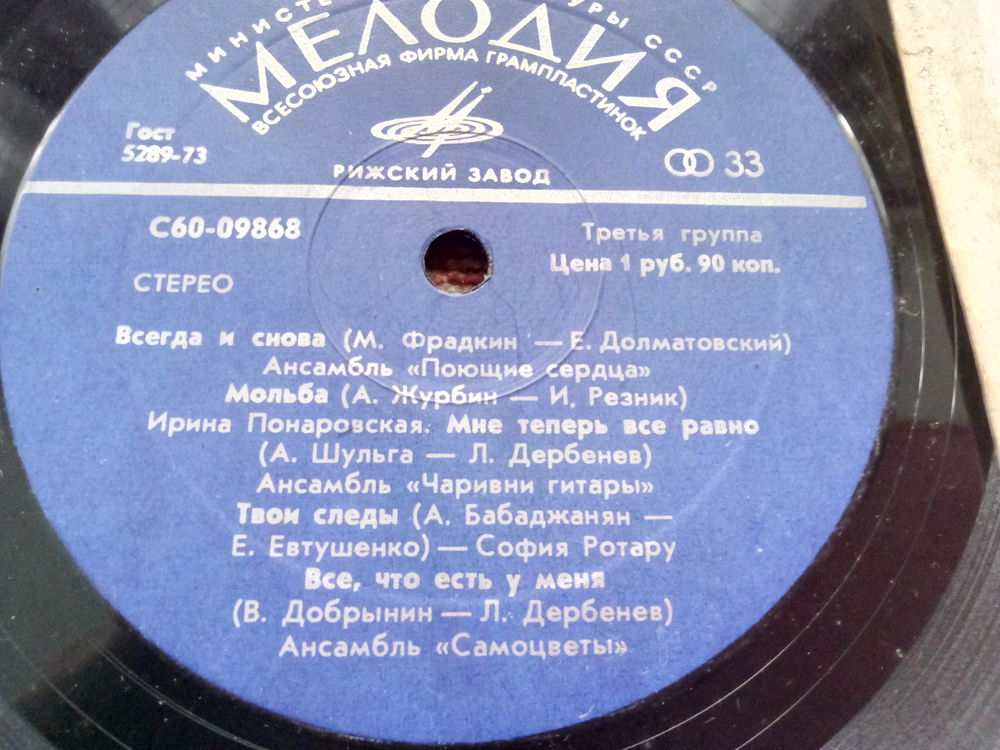 СССР
МЕЛОДИЯ
ВСЕСОЮЗНАЯ ФИРМА ГРАМПЛАСТИНОК
Гост
5289-73
РИЖСКИЙ ЗАВОД
33
С60-09868
Третья группа
Цена 1 руб. 90 коп.
СТЕРЕО
Всегда и снова (М. Фрадкин — Е. Долматовский)
Ансамбль «Поющие сердца»
Мольба (А. Журбин — И. Резник)
Ирина Понаровская. Мне теперь все равно
(А. Шульга — Л. Дербенев)
Ансамбль «Чаривни гитары»
Твои следы (А. Бабаджанян —
Е. Евтушенко) — София Ротару
Все, что есть у меня
(В. Добрынин — Л. Дербенев)
Ансамбль «Самоцветы»